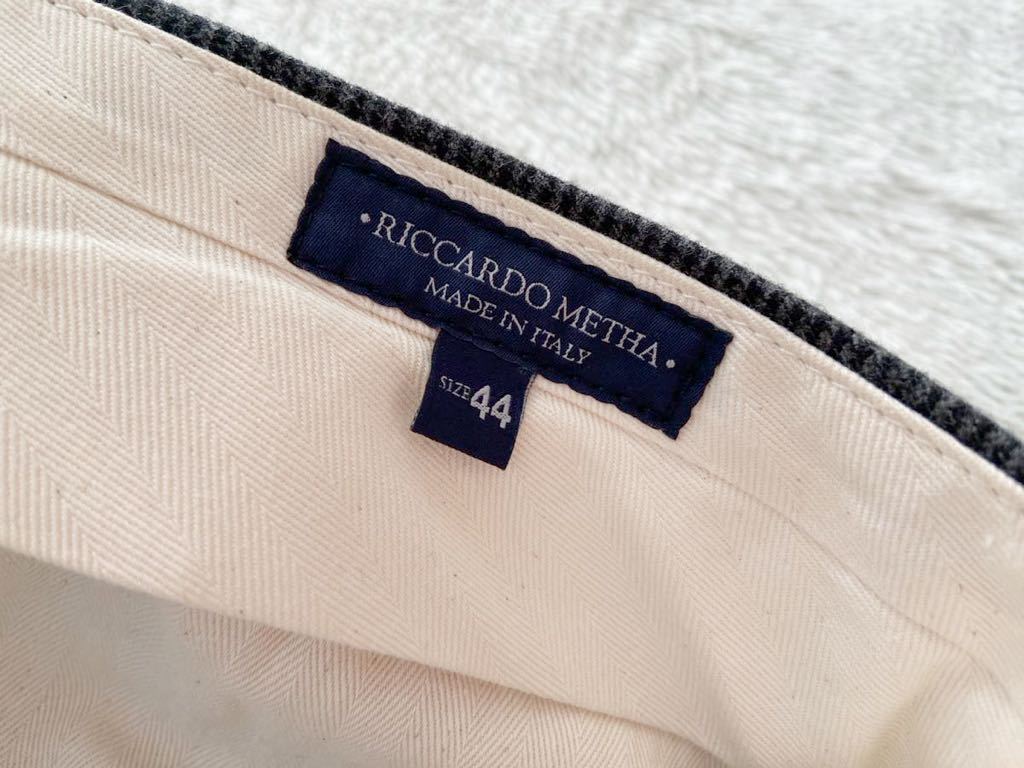 • RICCARDO METHA •
MADE IN ITALY
SIZE 44